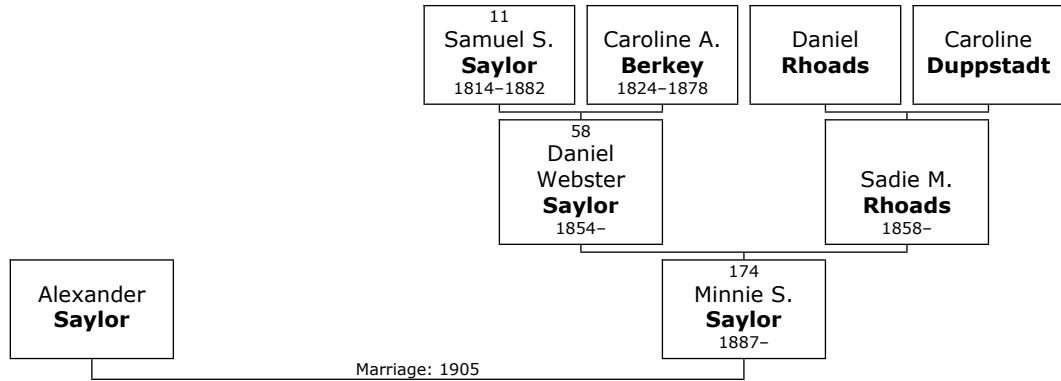 11
Samuel S.
Saylor
1814–1882
Caroline A.
Berkey
1824–1878
Daniel
Rhoads
Caroline
Duppstadt
58
Daniel
Webster
Saylor
1854–
Sadie M.
Rhoads
1858–
Alexander
Saylor
174
Minnie S.
Saylor
1887–
Marriage: 1905